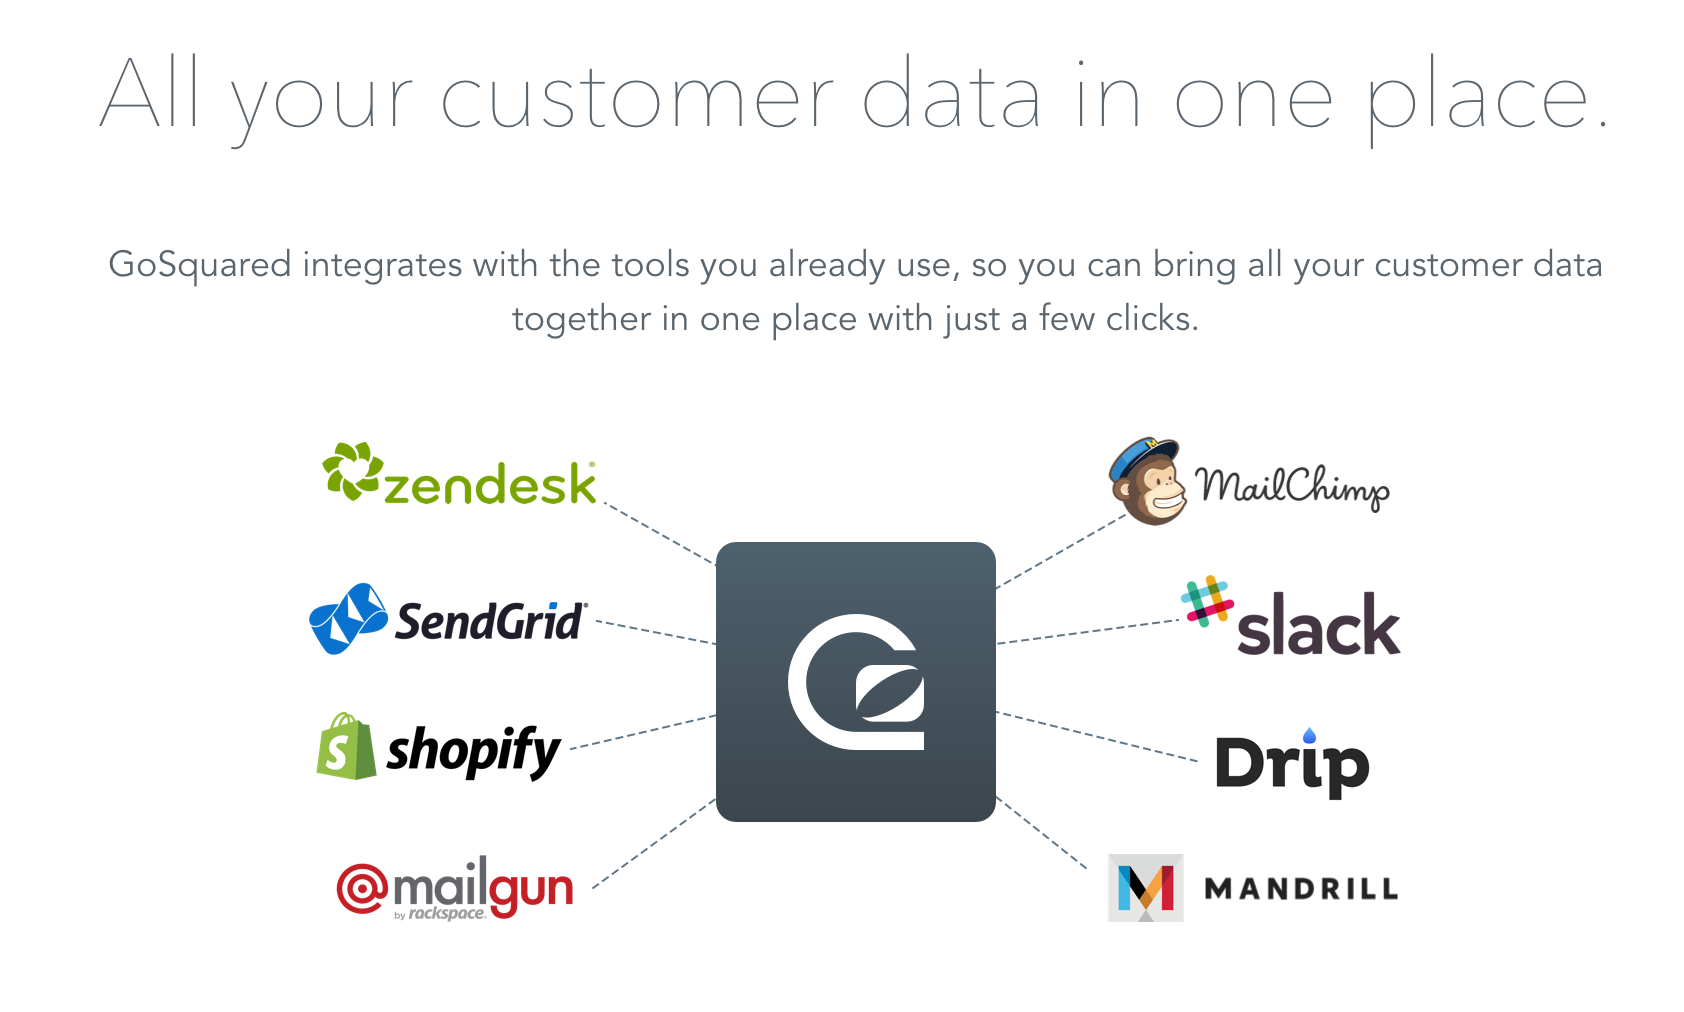 All your customer data in one place.
GoSquared integrates with the tools you already use, so you can bring all your customer data
together in one place with just a few clicks.
zendesk®
MailChimp
SendGrid®
slack
S shopify
Drip
@mailgun
by rackspace®
M MANDRILL